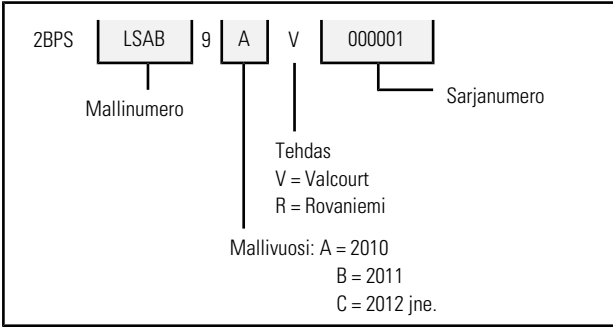 2BPS LSAB 9 A V 000001
Mallinumero
Sarjanumero
Tehdas
V = Valcourt
R = Rovaniemi
Mallivuosi: A = 2010
B = 2011
C = 2012 jne.